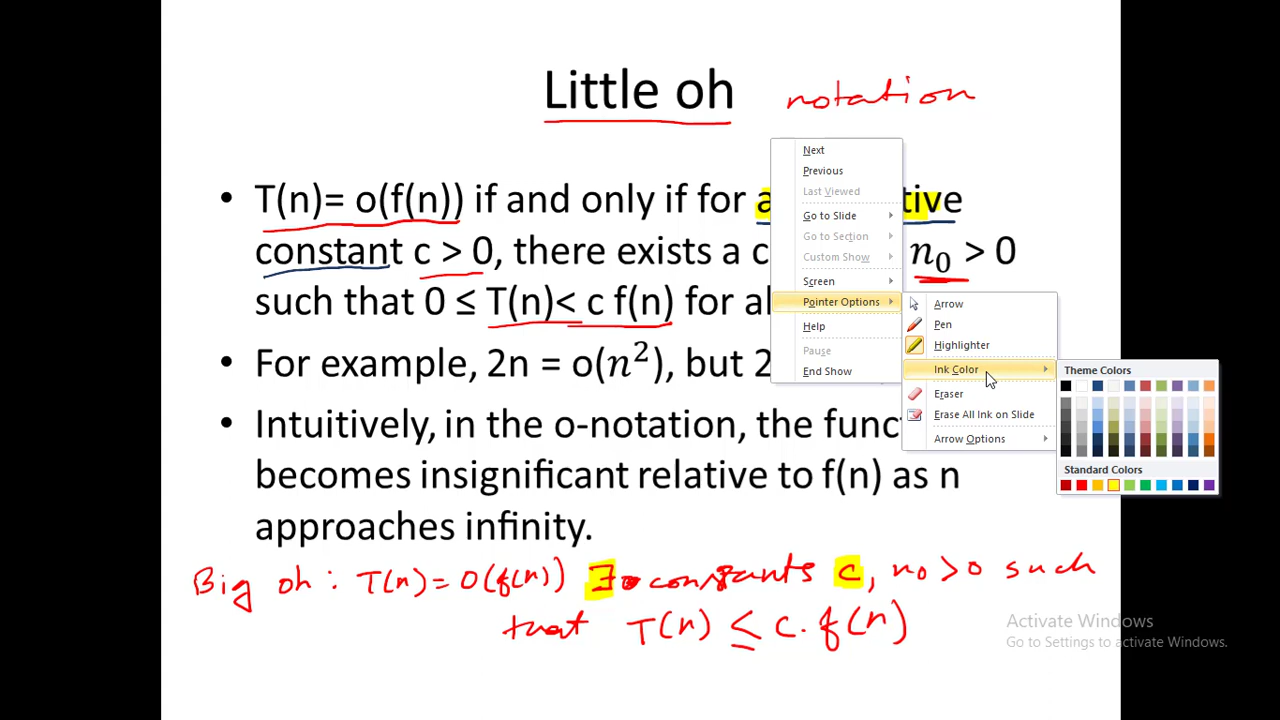 Little oh notation
• T(n)= o(f(n)) if and only if for a tive
constant c > 0, there exists a c n₀ > 0
such that 0 ≤ T(n)< c f(n) for al
• For example, 2n = o(n²), but 2
• Intuitively, in the o-notation, the func
becomes insignificant relative to f(n) as n
approaches infinity.
Big oh : T(n) = O(f(n)) ∃ constants c, n₀ > 0 such
that T(n) ≤ c. f(n)
Next
Previous
Last Viewed
Go to Slide
Go to Section
Custom Show
Screen
Pointer Options
Help
Pause
End Show
Arrow
Pen
Highlighter
Ink Color
Eraser
Erase All Ink on Slide
Arrow Options
Theme Colors
Standard Colors
Activate Windows
Go to Settings to activate Windows.